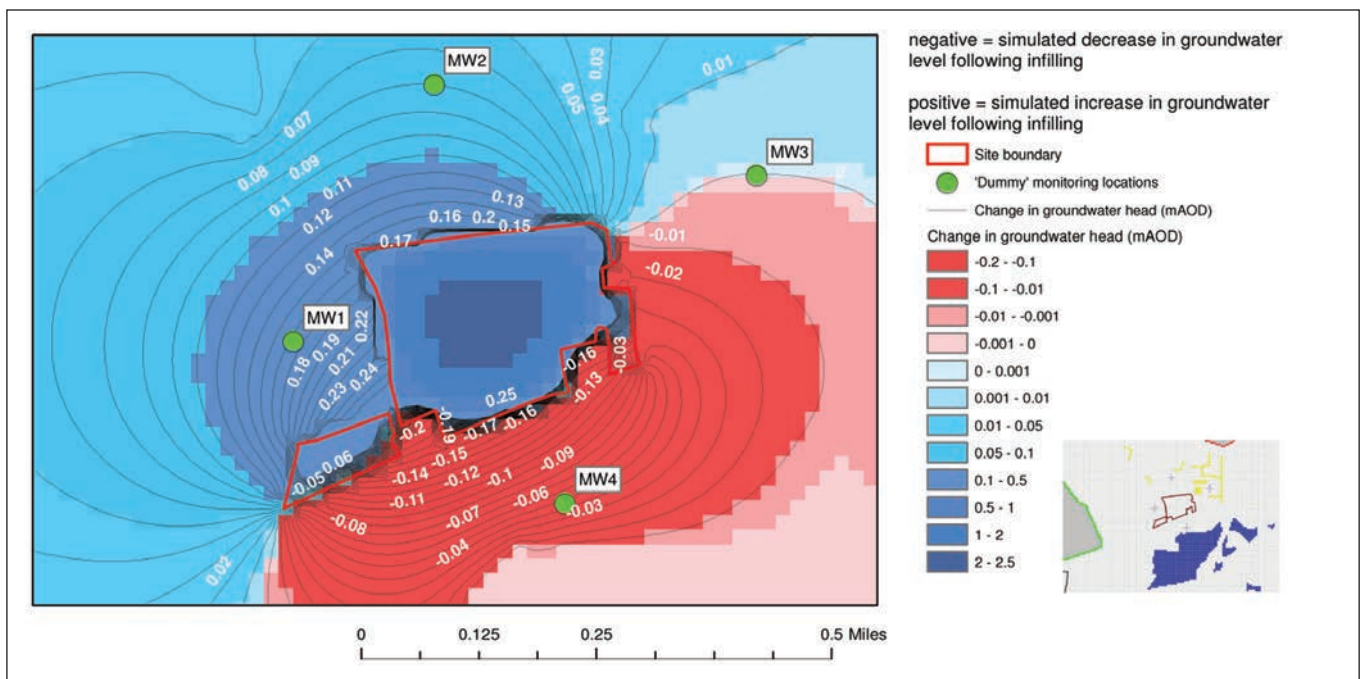 MW2
0.03
0.01
0.05
0.04
0.07
0.08
0.09
0.1
0.11
0.12
0.13
MW3
0.14
0.16
0.2
0.15
0.17
-0.01
-0.02
MW1
0.22
0.18
0.19
0.21
0.23
0.24
-0.16
-0.03
-0.13
0.25
-0.2
-0.19
-0.17
-0.16
-0.05
0.06
-0.14
-0.15
-0.12
-0.11
-0.1
-0.09
MW4
-0.08
-0.07
-0.06
-0.03
-0.04
0.02
0
0.125
0.25
0.5 Miles
negative = simulated decrease in groundwater
level following infilling
positive = simulated increase in groundwater
level following infilling
Site boundary
'Dummy' monitoring locations
Change in groundwater head (mAOD)
Change in groundwater head (mAOD)
-0.2 - -0.1
-0.1 - -0.01
-0.01 - -0.001
-0.001 - 0
0 - 0.001
0.001 - 0.01
0.01 - 0.05
0.05 - 0.1
0.1 - 0.5
0.5 - 1
1 - 2
2 - 2.5